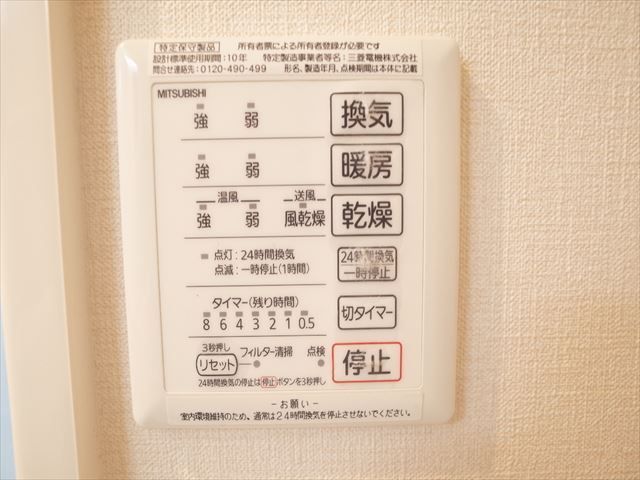 特定保守製品 所有者票による所有者登録が必要です
設計標準使用期間:10年 特定製造事業者等名:三菱電機株式会社
問合せ連絡先:0120-490-499 形名、製造年月、点検期間は本体に記載
MITSUBISHI
強 弱 換気
強 弱 暖房
温風 送風
強 弱 風乾燥 乾燥
点灯:24時間換気
点滅:一時停止(1時間)
24時間換気
一時停止
タイマー(残り時間)
8 6 4 3 2 1 0.5
切タイマー
3秒押し
リセット フィルター清掃 点検
停止
24時間換気の停止は停止ボタンを3秒押し
-お願い-
室内環境維持のため、通常は24時間換気を停止させないでください。